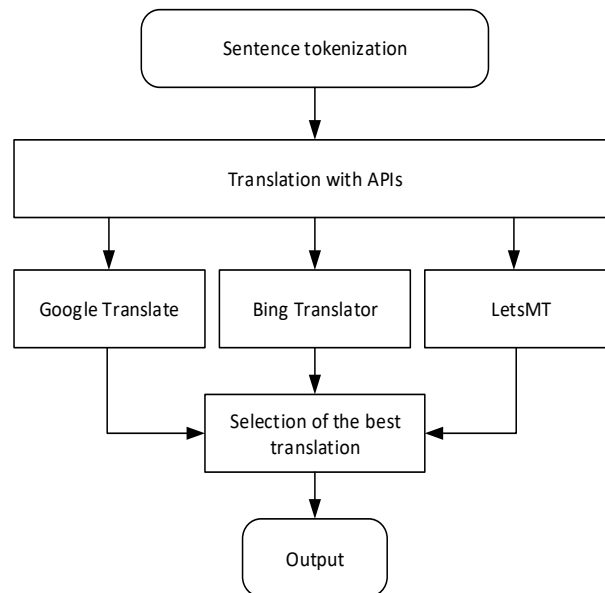 Sentence tokenization
Translation with APIs
Google Translate
Bing Translator
LetsMT
Selection of the best
translation
Output